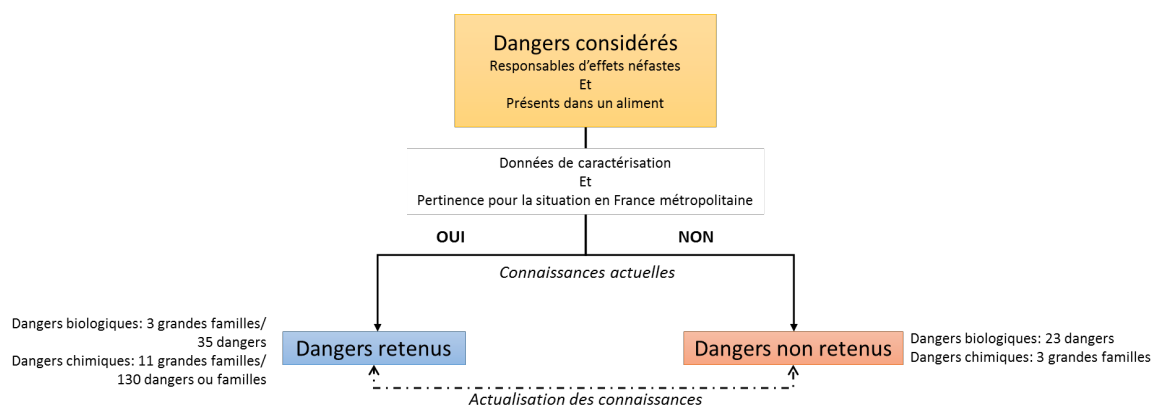 Dangers considérés
Responsables d'effets néfastes
Et
Présents dans un aliment
Données de caractérisation
Et
Pertinence pour la situation en France métropolitaine
OUI
NON
Connaissances actuelles
Dangers biologiques: 3 grandes familles/
35 dangers
Dangers chimiques: 11 grandes familles/
130 dangers ou familles
Dangers retenus
Dangers non retenus
Dangers biologiques: 23 dangers
Dangers chimiques: 3 grandes familles
Actualisation des connaissances